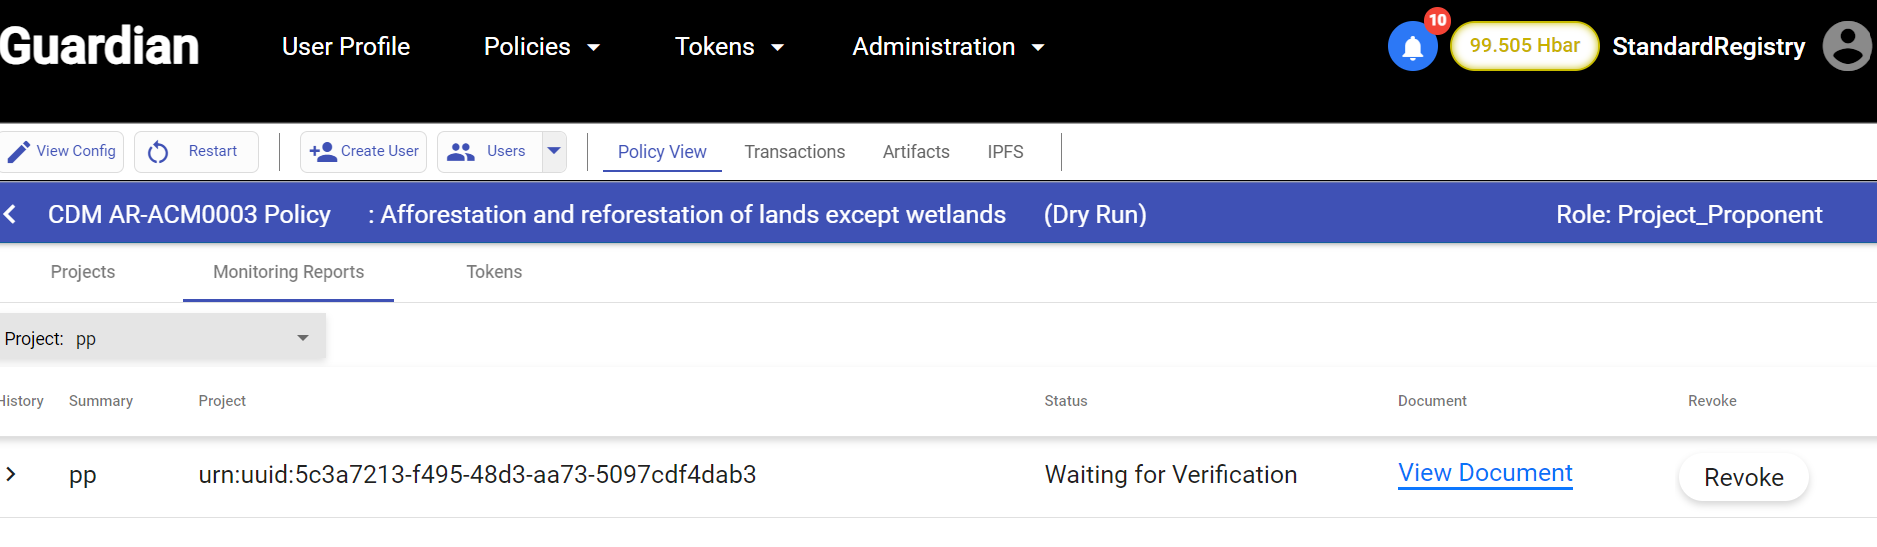 Guardian User Profile Policies Tokens Administration 10 99.505 Hbar StandardRegistry
View Config Restart Create User Users Policy View Transactions Artifacts IPFS
CDM AR-ACM0003 Policy : Afforestation and reforestation of lands except wetlands (Dry Run) Role: Project_Proponent
Projects Monitoring Reports Tokens
Project: pp
History Summary Project Status Document Revoke
pp urn:uuid:5c3a7213-f495-48d3-aa73-5097cdf4dab3 Waiting for Verification View Document Revoke